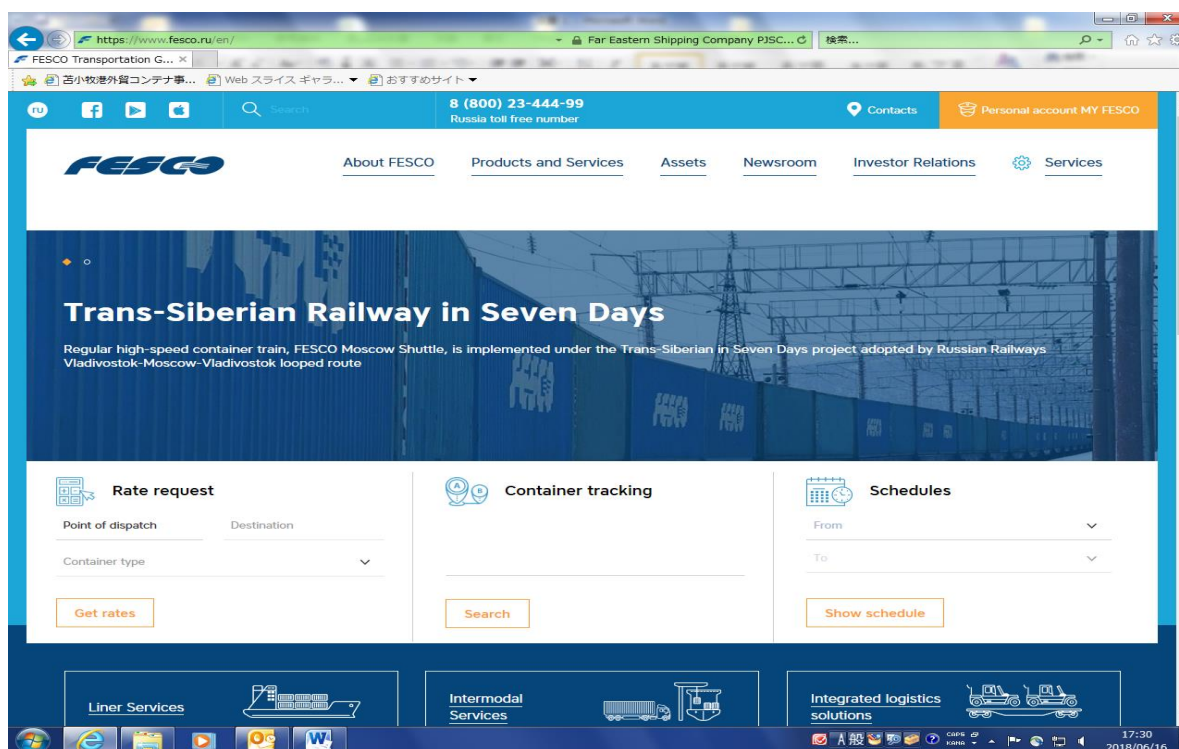 https://www.fesco.ru/en/
Far Eastern Shipping Company PJSC...
検索...
FESCO Transportation G...
苫小牧港外貿コンテナ事...
Web スライス ギャラ...
おすすめサイト
ru
Search
8 (800) 23-444-99
Russia toll free number
Contacts
Personal account MY FESCO
FESCO
About FESCO
Products and Services
Assets
Newsroom
Investor Relations
Services
Trans-Siberian Railway in Seven Days
Regular high-speed container train, FESCO Moscow Shuttle, is implemented under the Trans-Siberian in Seven Days project adopted by Russian Railways
Vladivostok-Moscow-Vladivostok looped route
Rate request
Container tracking
Schedules
Point of dispatch
Destination
From
Container type
To
Get rates
Search
Show schedule
Liner Services
Intermodal
Services
Integrated logistics
solutions
A 般
CAPS
KANA
17:30
2018/06/16